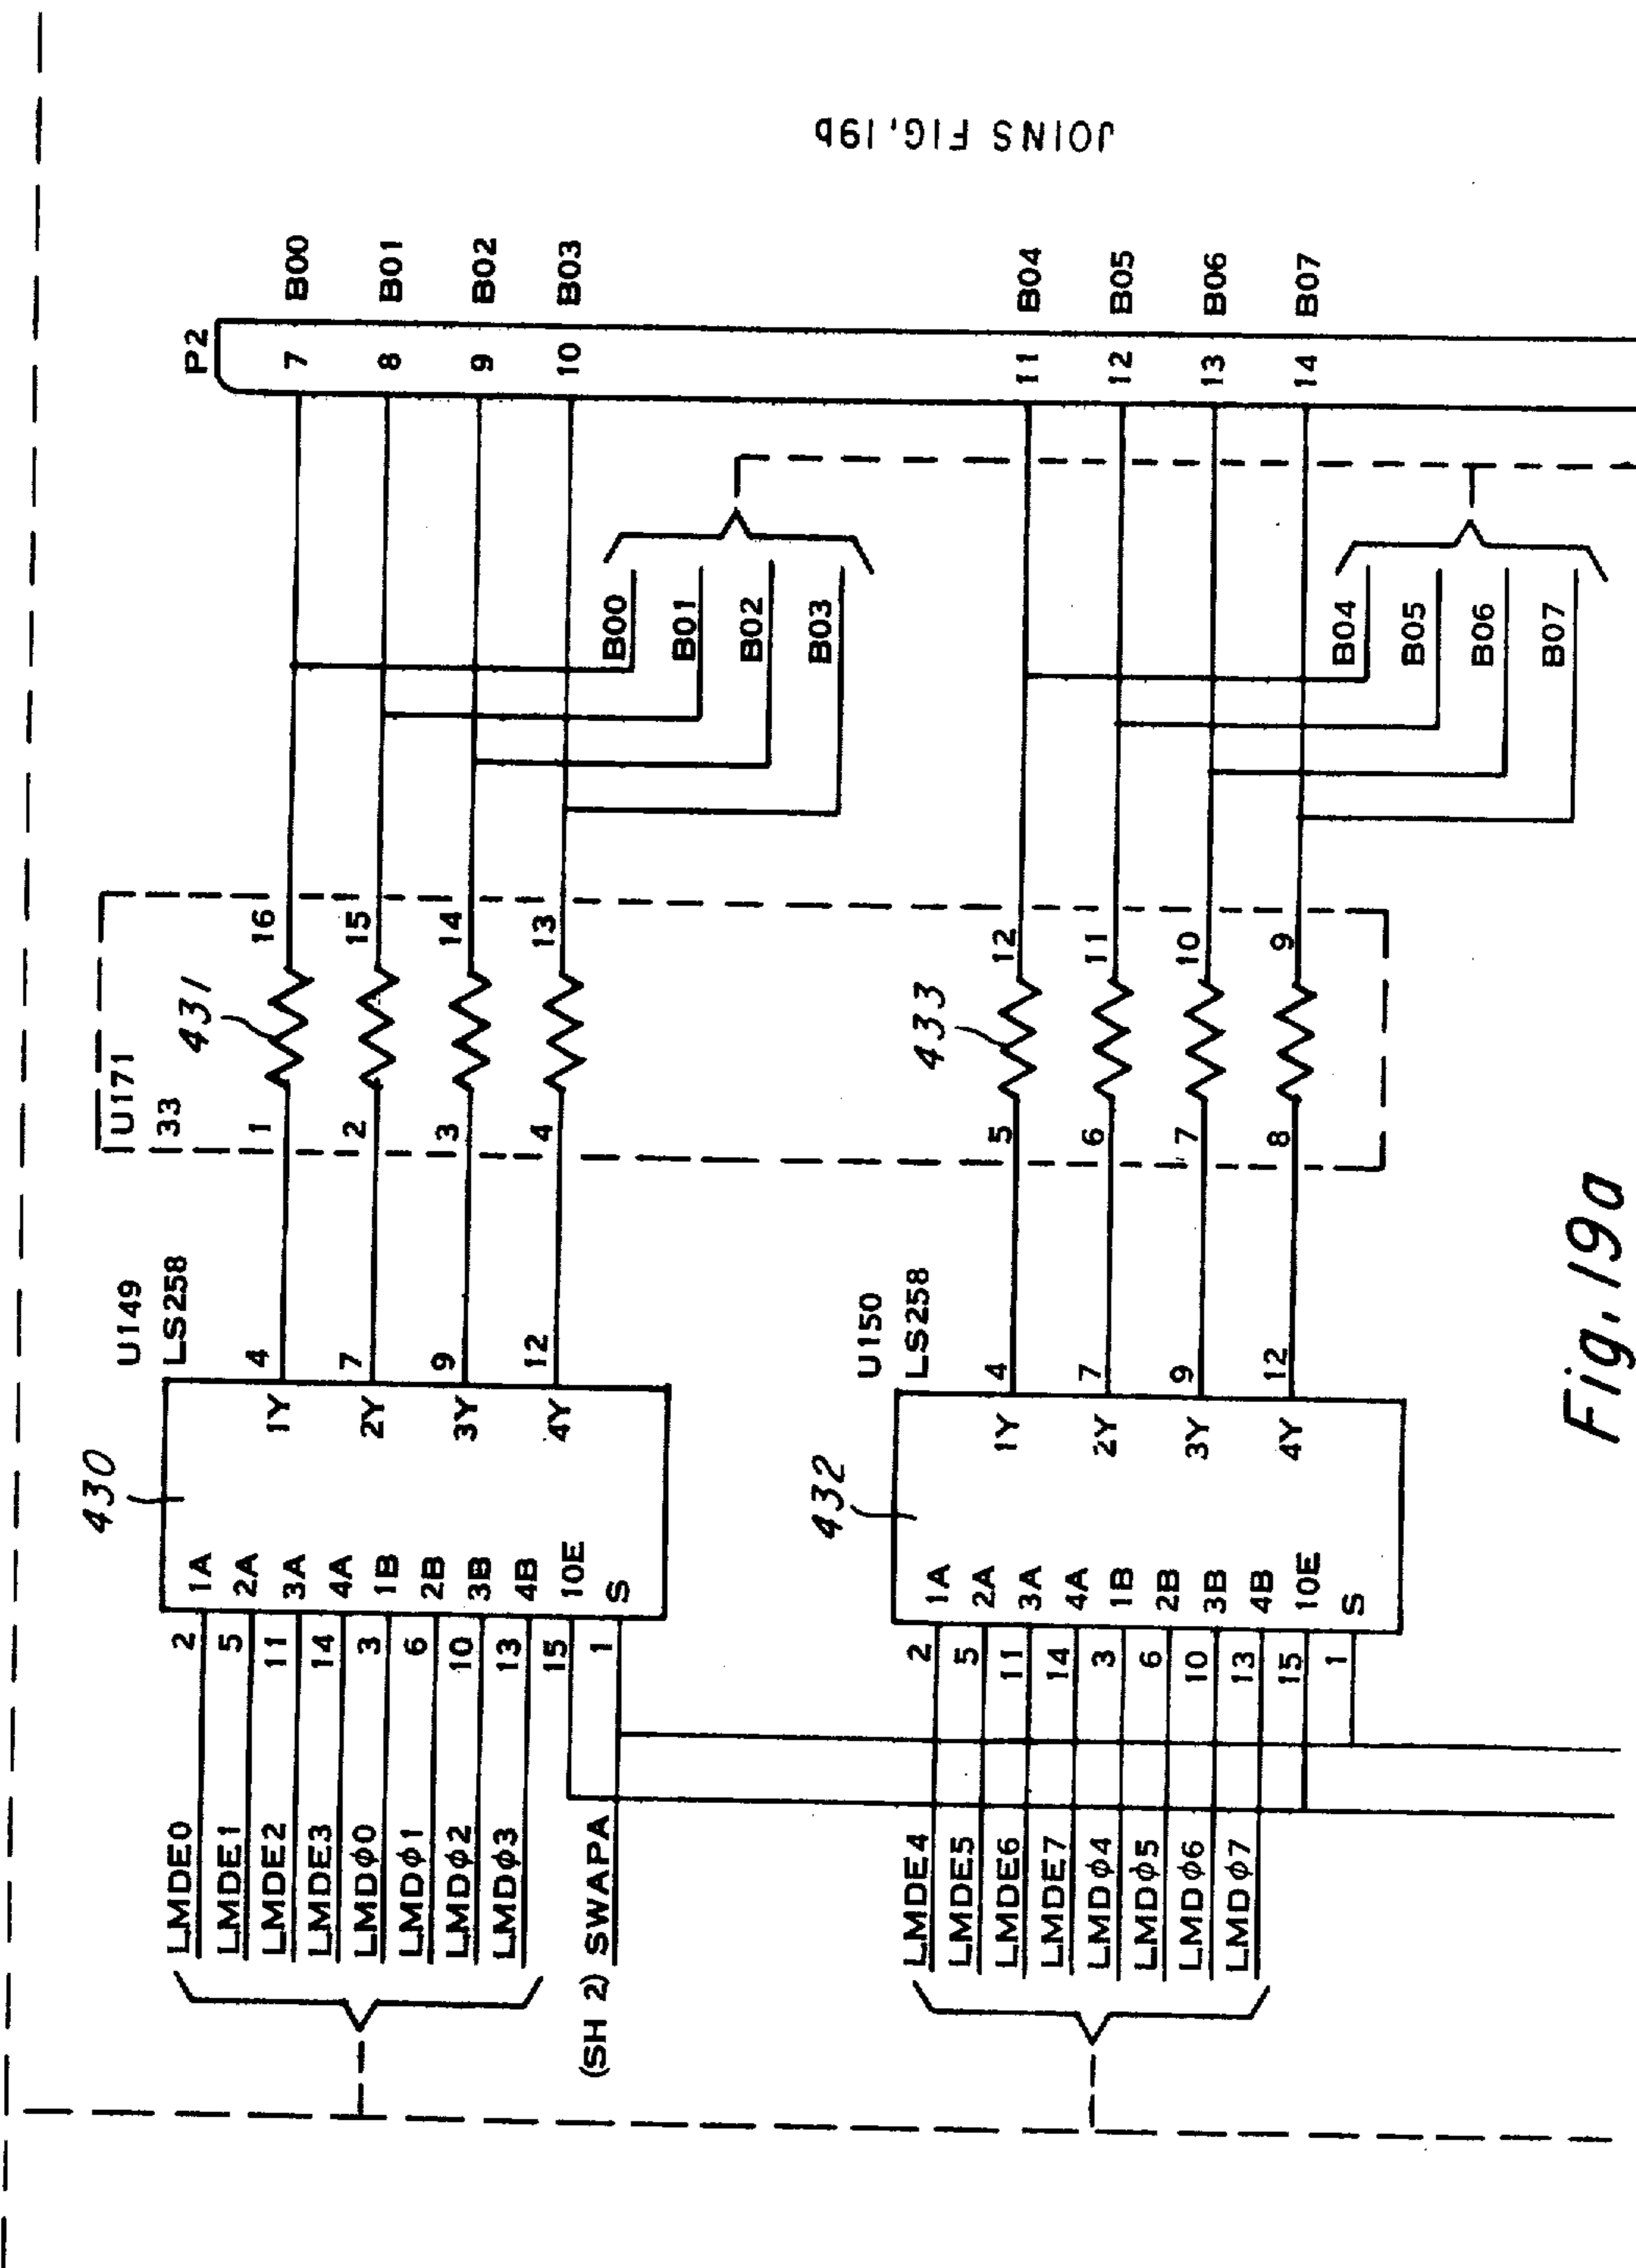 JOINS FIG. 19b
P2
7 B00
8 B01
9 B02
10 B03
11 B04
12 B05
13 B06
14 B07
B00
B01
B02
B03
B04
B05
B06
B07
U171
33
431
1 16
2 15
3 14
4 13
433
5 12
6 11
7 10
8 9
U149
LS258
430
LMDE0 2 1A
LMDE1 5 2A
LMDE2 11 3A
LMDE3 14 4A
LMDϕ0 3 1B
LMDϕ1 6 2B
LMDϕ2 10 3B
LMDϕ3 13 4B
15 10E
(SH 2) SWAPA 1 S
1Y 4
2Y 7
3Y 9
4Y 12
U150
LS258
432
LMDE4 2 1A
LMDE5 5 2A
LMDE6 11 3A
LMDE7 14 4A
LMDϕ4 3 1B
LMDϕ5 6 2B
LMDϕ6 10 3B
LMDϕ7 13 4B
15 10E
1 S
1Y 4
2Y 7
3Y 9
4Y 12
Fig. 19a